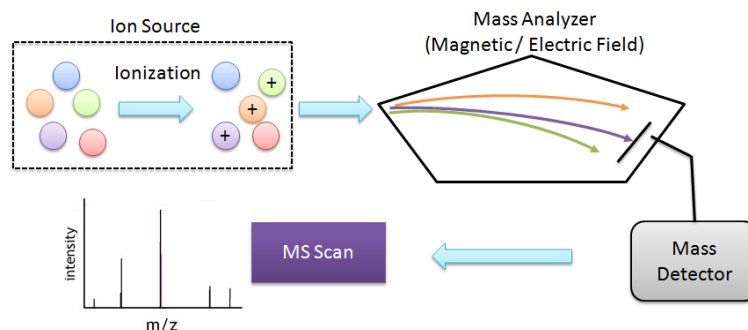 Ion Source
Ionization
+
+
+
Mass Analyzer
(Magnetic / Electric Field)
Mass
Detector
MS Scan
intensity
m/z